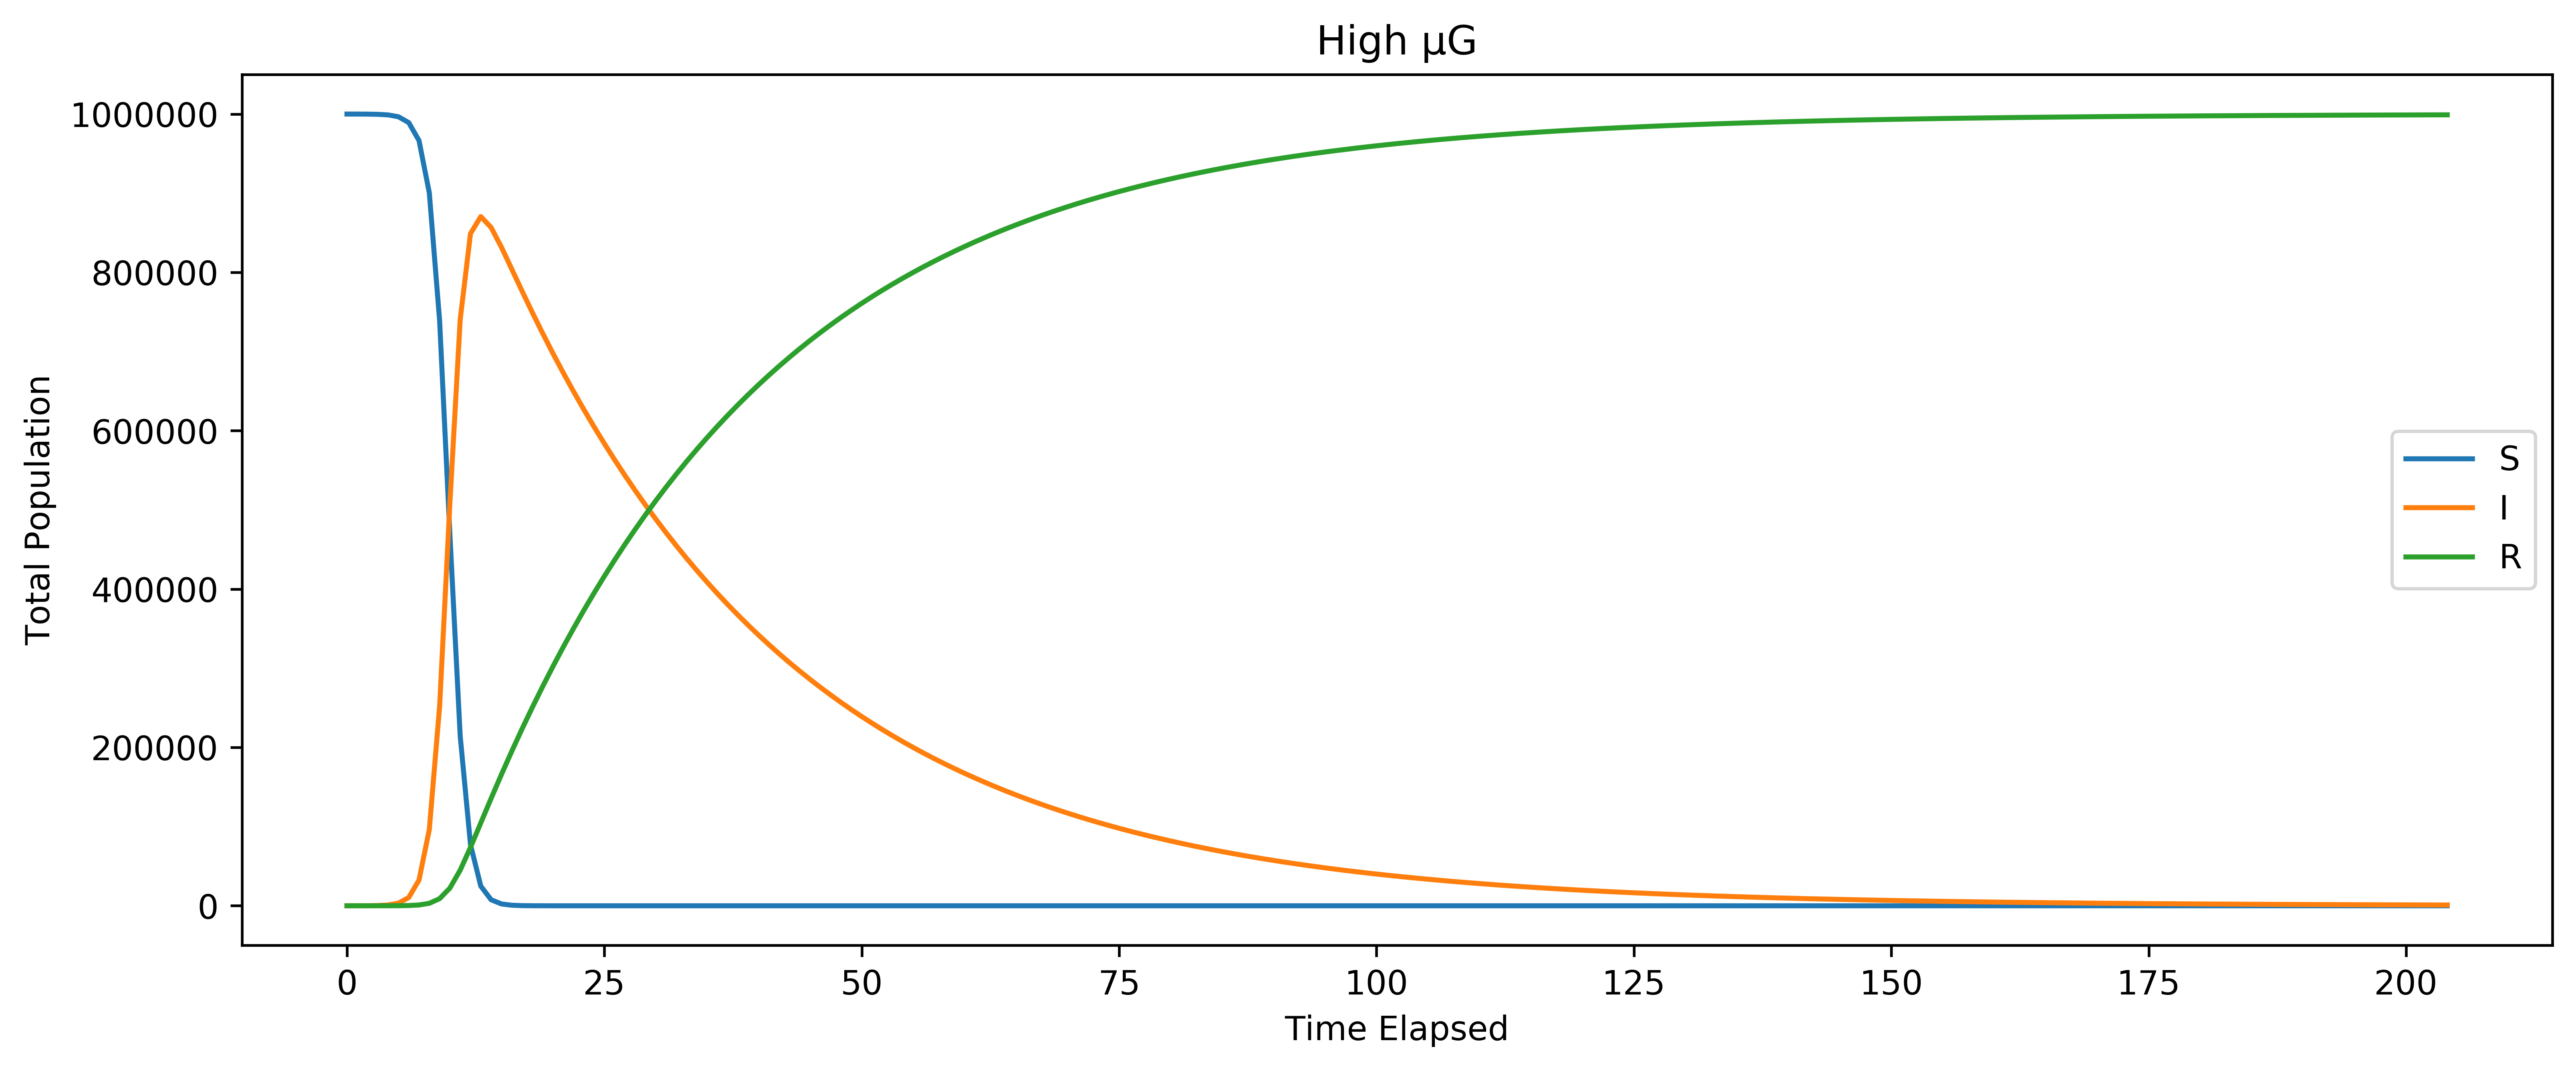 High µG
Total Population
1000000
800000
600000
400000
200000
0
S
I
R
0 25 50 75 100 125 150 175 200
Time Elapsed